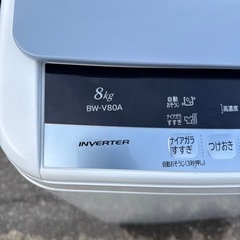 8kg
BW-V80A
自動
おそうじ
ナイアガラ
すすぎ
高濃度
INVERTER
ナイアガラ
すすぎ
つけおき
自動おそうじ(3秒押し)